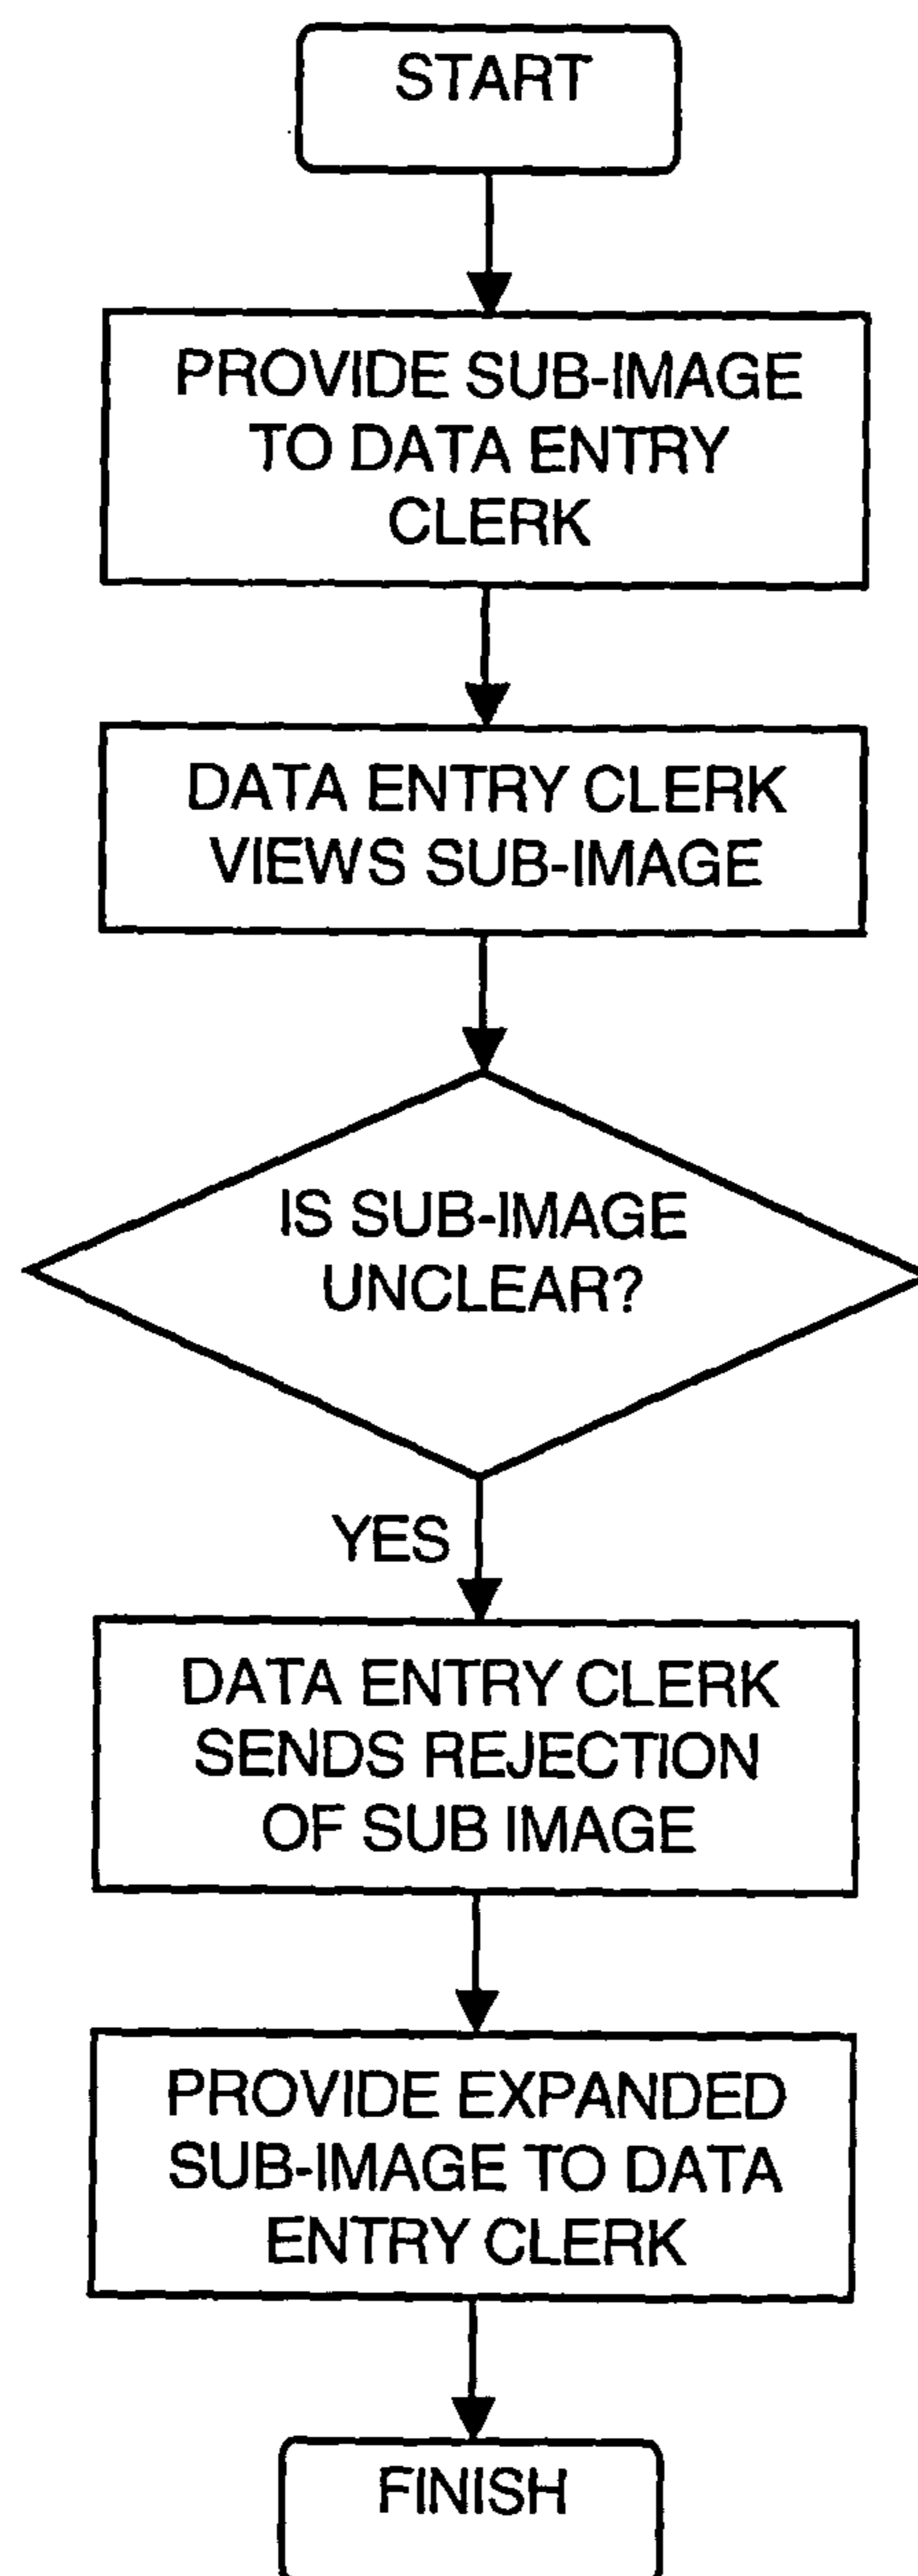 START
PROVIDE SUB-IMAGE
TO DATA ENTRY
CLERK
DATA ENTRY CLERK
VIEWS SUB-IMAGE
IS SUB-IMAGE
UNCLEAR?
YES
DATA ENTRY CLERK
SENDS REJECTION
OF SUB IMAGE
PROVIDE EXPANDED
SUB-IMAGE TO DATA
ENTRY CLERK
FINISH